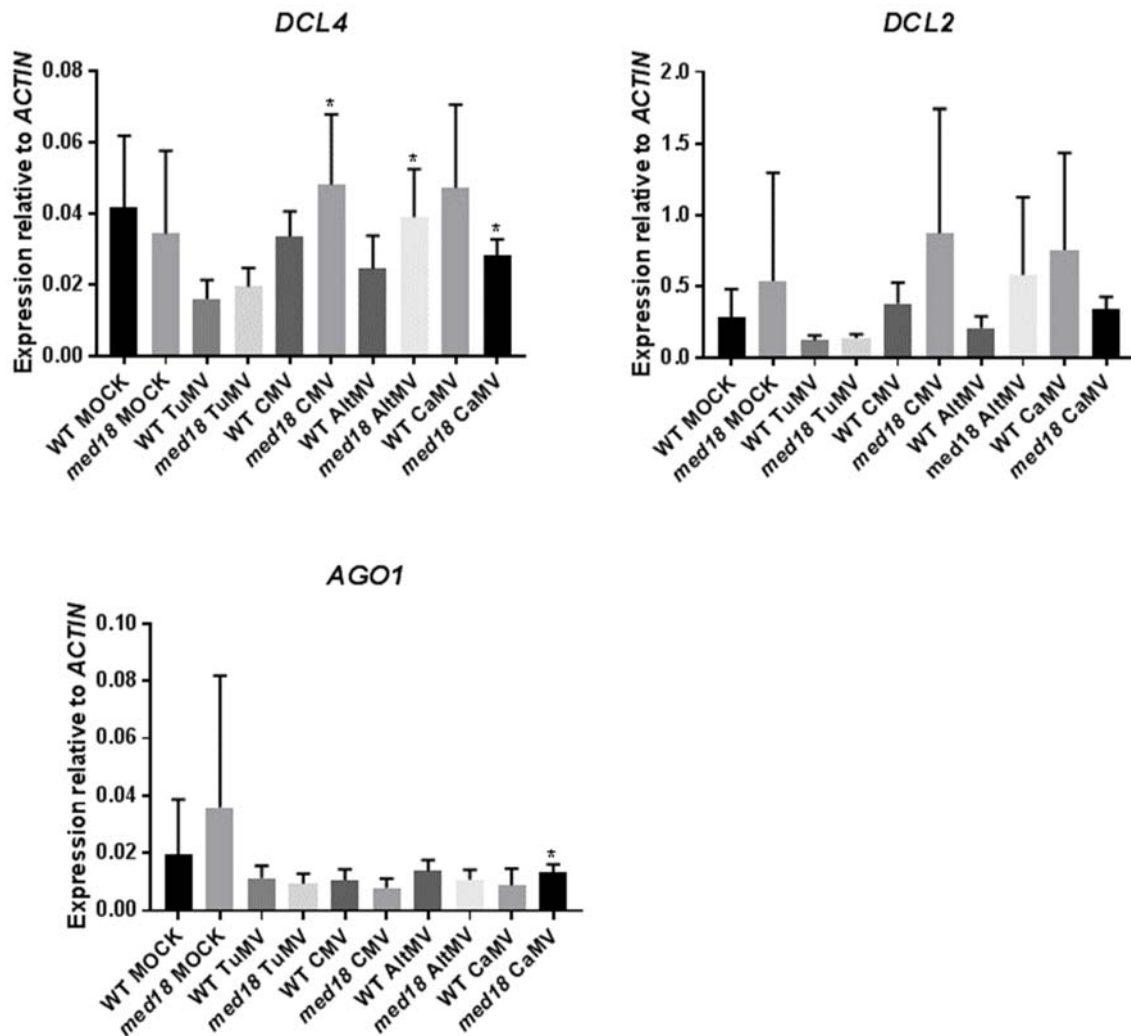 DCL4
Expression relative to ACTIN
0.08
0.06
0.04
0.02
0.00
*
*
*
WT MOCK
med18 MOCK
WT TuMV
med18 TuMV
WT CMV
med18 CMV
WT AltMV
med18 AltMV
WT CaMV
med18 CaMV
DCL2
Expression relative to ACTIN
2.0
1.5
1.0
0.5
0.0
WT MOCK
med18 MOCK
WT TuMV
med18 TuMV
WT CMV
med18 CMV
WT AltMV
med18 AltMV
WT CaMV
med18 CaMV
AGO1
Expression relative to ACTIN
0.10
0.08
0.06
0.04
0.02
0.00
*
WT MOCK
med18 MOCK
WT TuMV
med18 TuMV
WT CMV
med18 CMV
WT AltMV
med18 AltMV
WT CaMV
med18 CaMV